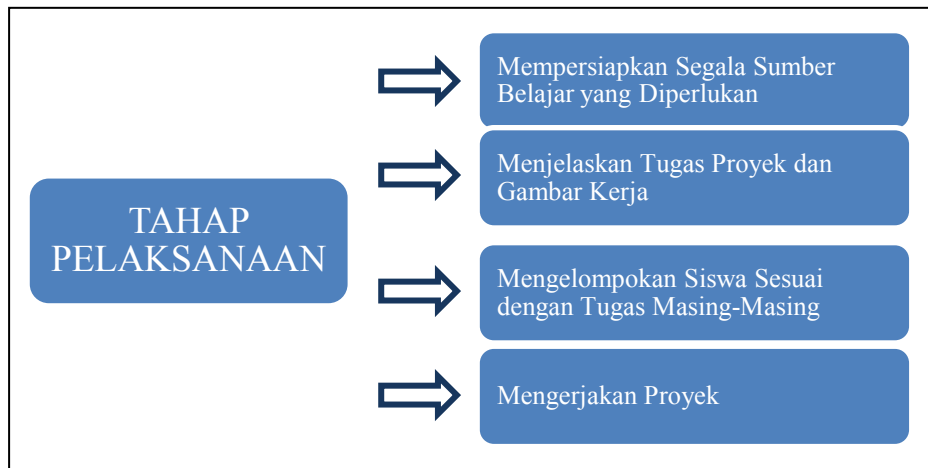 TAHAP
PELAKSANAAN
Mempersiapkan Segala Sumber
Belajar yang Diperlukan
Menjelaskan Tugas Proyek dan
Gambar Kerja
Mengelompokan Siswa Sesuai
dengan Tugas Masing-Masing
Mengerjakan Proyek